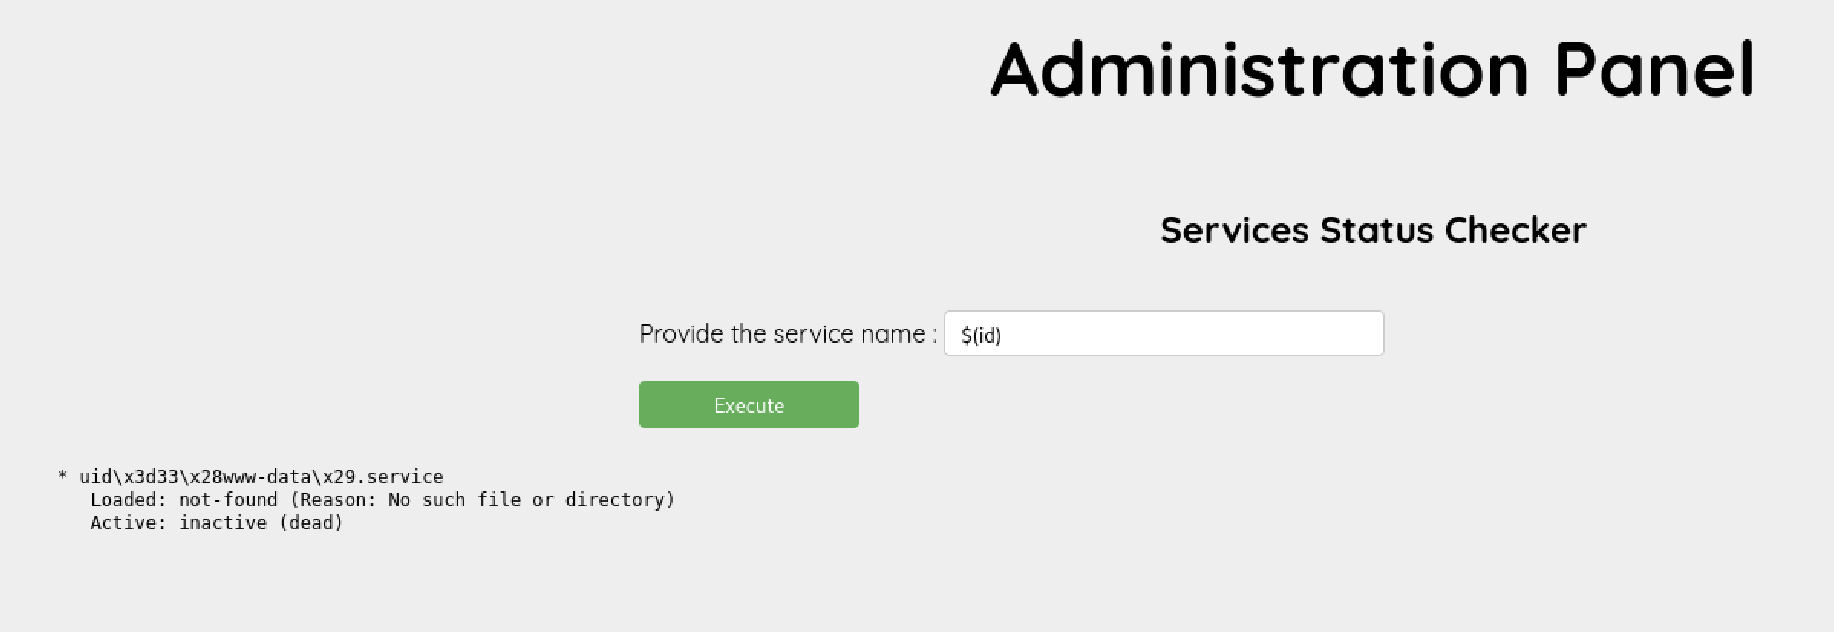 Administration Panel
Services Status Checker
Provide the service name : $(id)
Execute
* uid\x3d33\x28www-data\x29.service
Loaded: not-found (Reason: No such file or directory)
Active: inactive (dead)